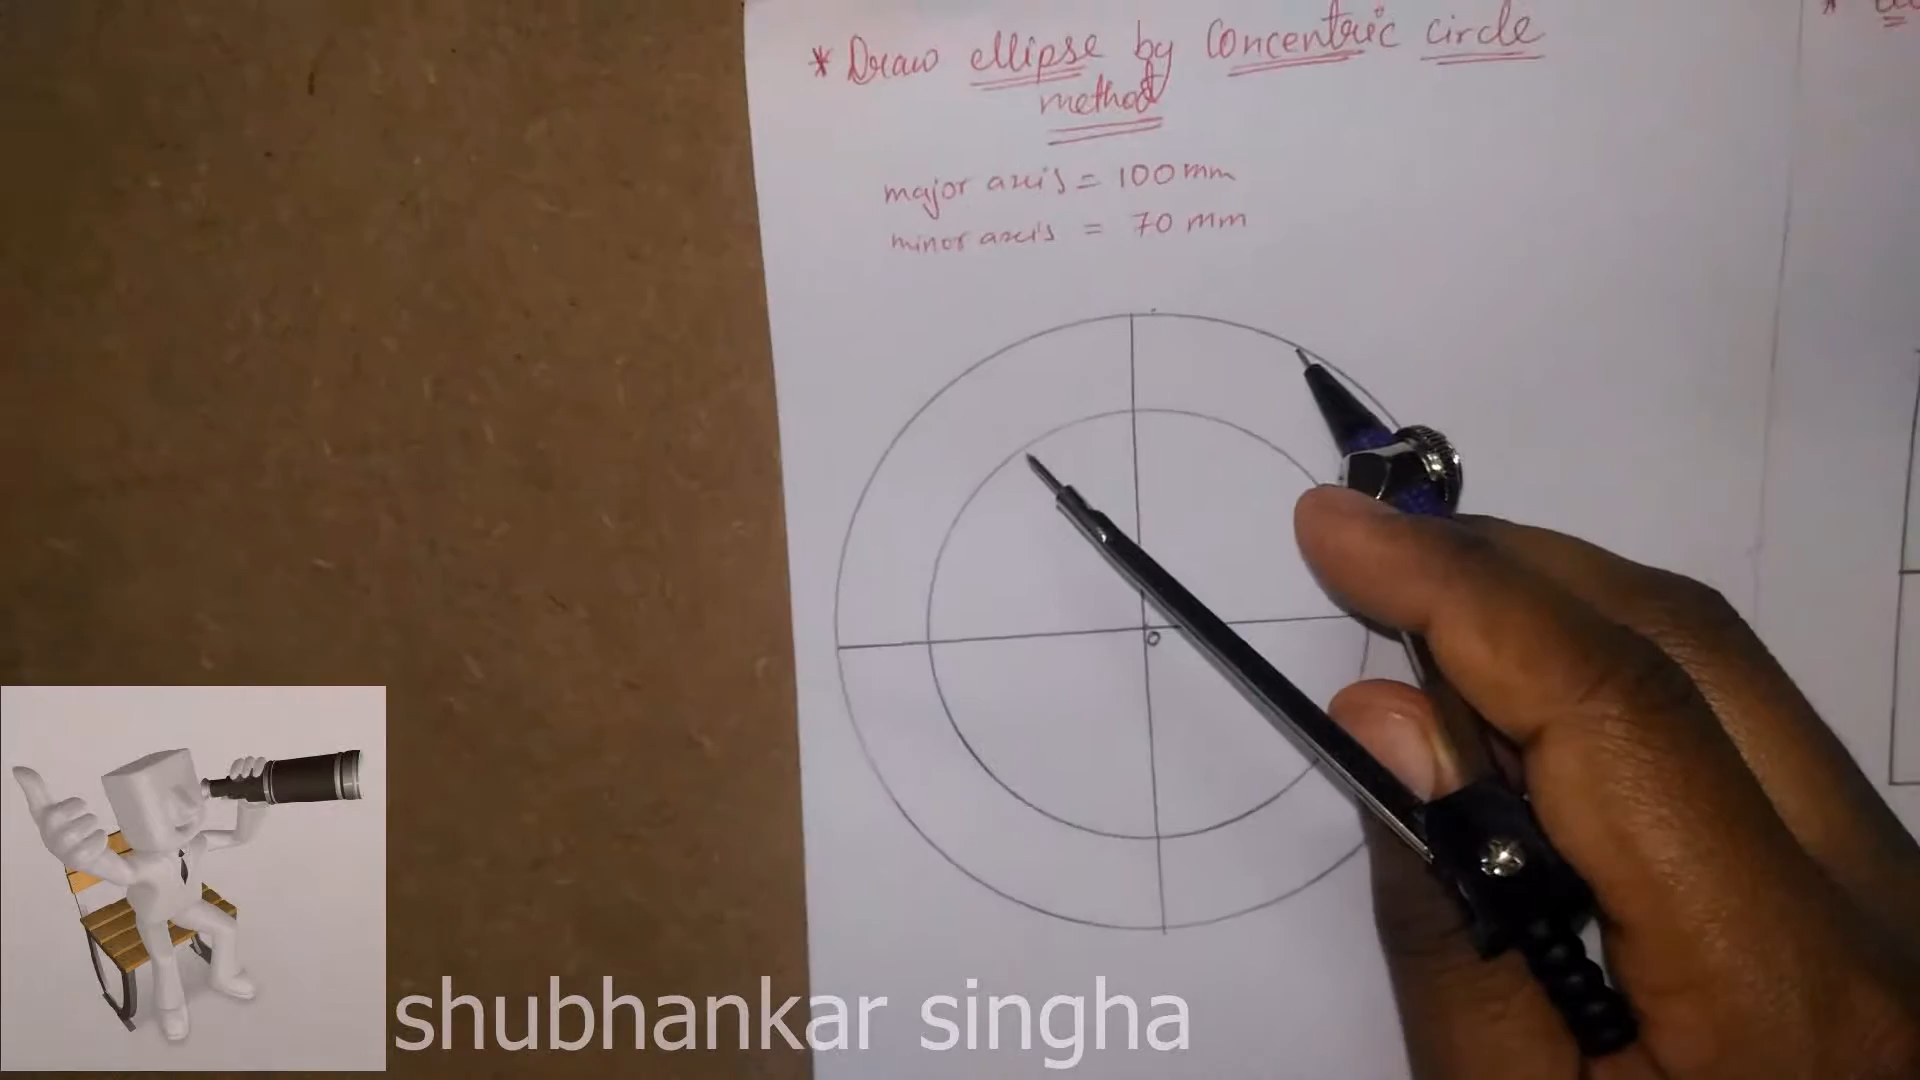 * Draw ellipse by Concentric circle
method
major axis = 100 mm
minor axis = 70 mm
O
shubhankar singha